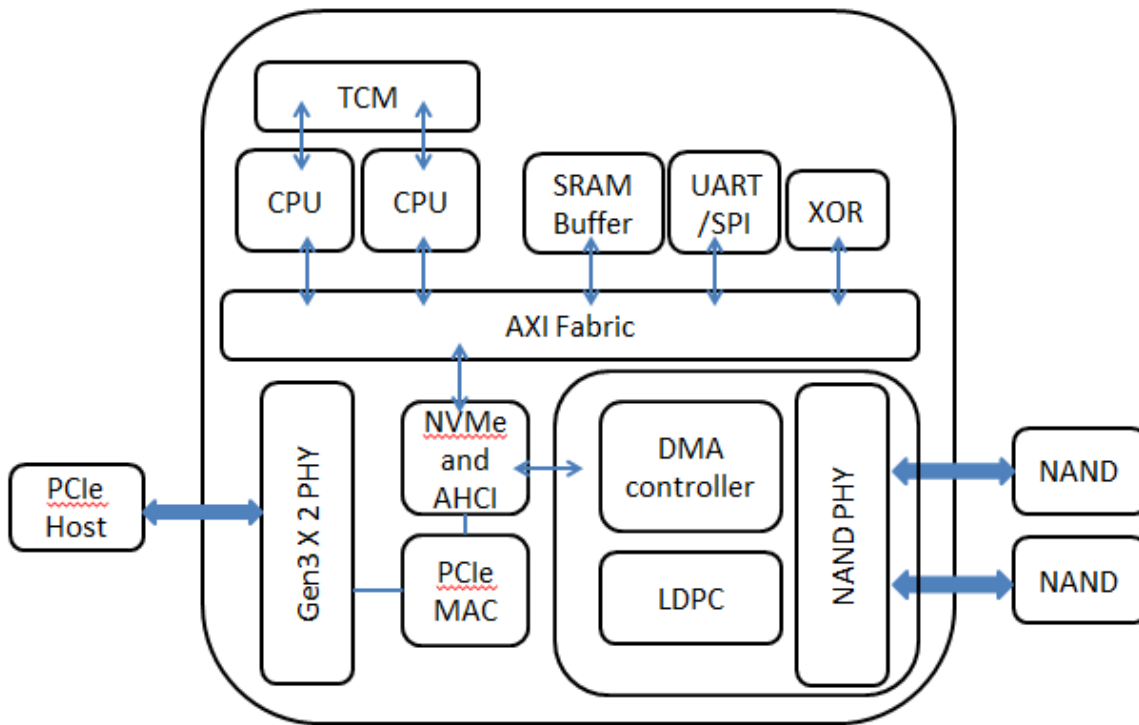 TCM
CPU
CPU
SRAM
Buffer
UART
/SPI
XOR
AXI Fabric
PCIe
Host
Gen3 X 2 PHY
NVMe
and
AHCI
PCIe
MAC
DMA
controller
LDPC
NAND PHY
NAND
NAND